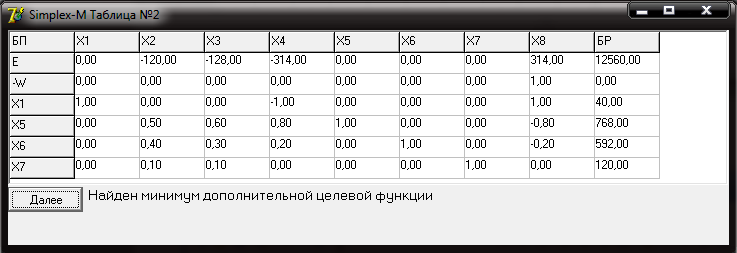 Simplex-M Таблица №2
БП X1 X2 X3 X4 X5 X6 X7 X8 БР
E 0,00 -120,00 -128,00 -314,00 0,00 0,00 0,00 314,00 12560,00
-W 0,00 0,00 0,00 0,00 0,00 0,00 0,00 1,00 0,00
X1 1,00 0,00 0,00 -1,00 0,00 0,00 0,00 1,00 40,00
X5 0,00 0,50 0,60 0,80 1,00 0,00 0,00 -0,80 768,00
X6 0,00 0,40 0,30 0,20 0,00 1,00 0,00 -0,20 592,00
X7 0,00 0,10 0,10 0,00 0,00 0,00 1,00 0,00 120,00
Далее Найден минимум дополнительной целевой функции